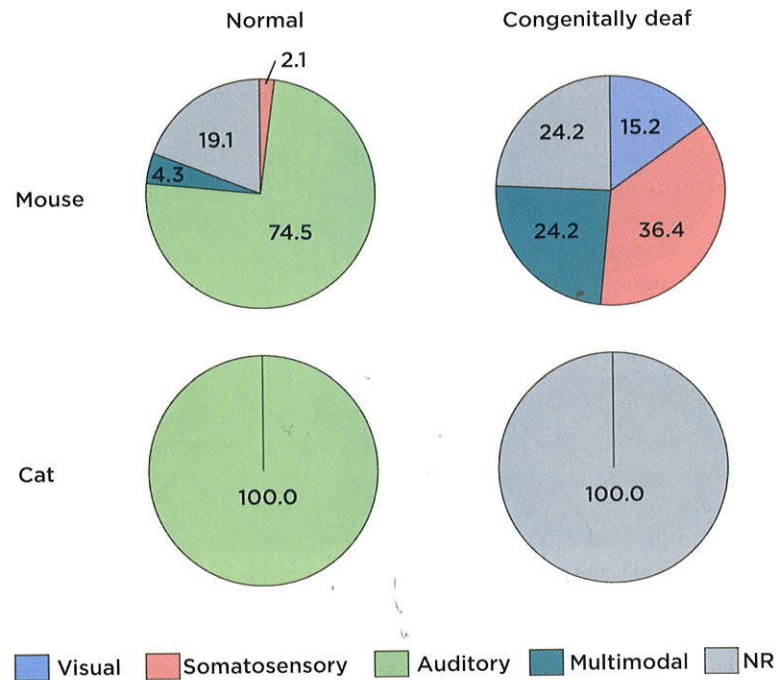 Normal
Congenitally deaf
2.1
19.1
4.3
74.5
24.2
15.2
24.2
36.4
Mouse
100.0
100.0
Cat
Visual
Somatosensory
Auditory
Multimodal
NR